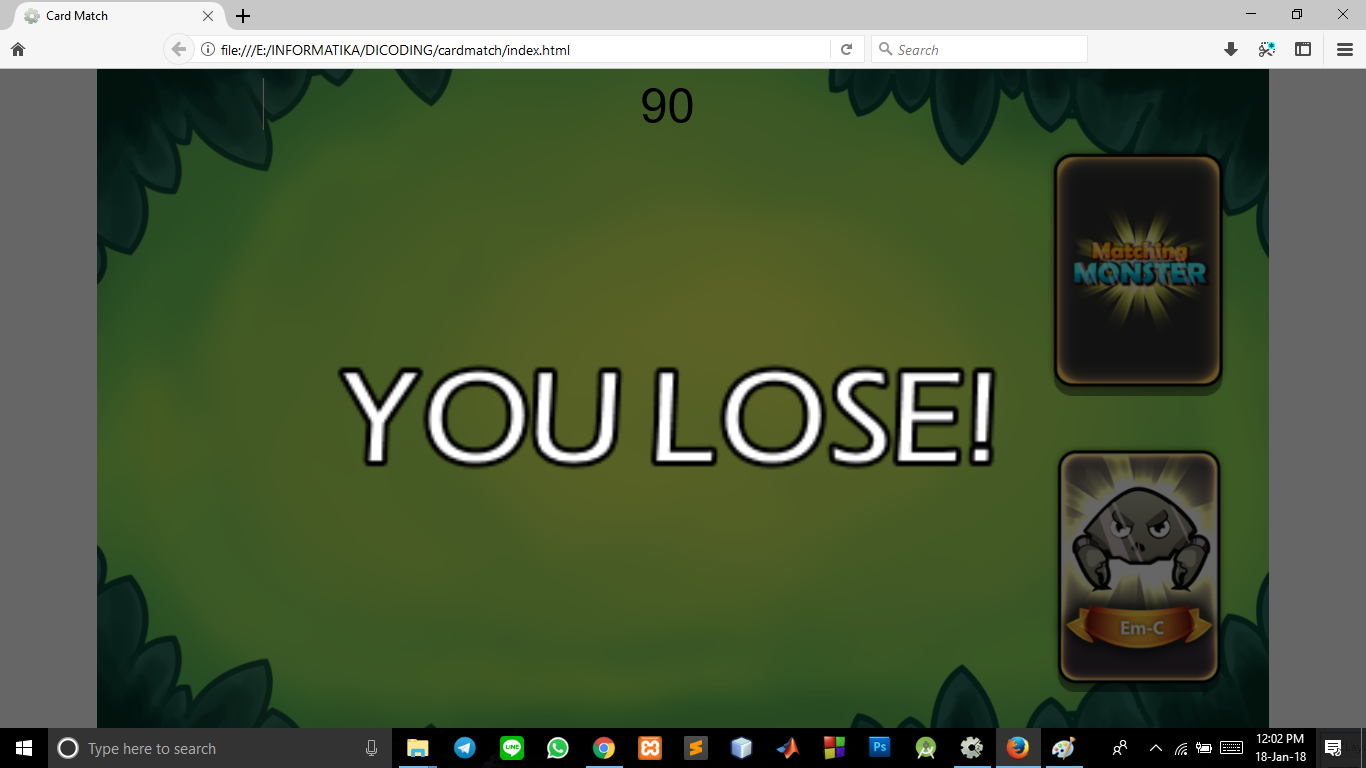 Card Match
file:///E:/INFORMATIKA/DICODING/cardmatch/index.html
Search
90
Matching
MONSTER
YOU LOSE!
Em-C
Type here to search
LINE
Ps
12:02 PM
18-Jan-18